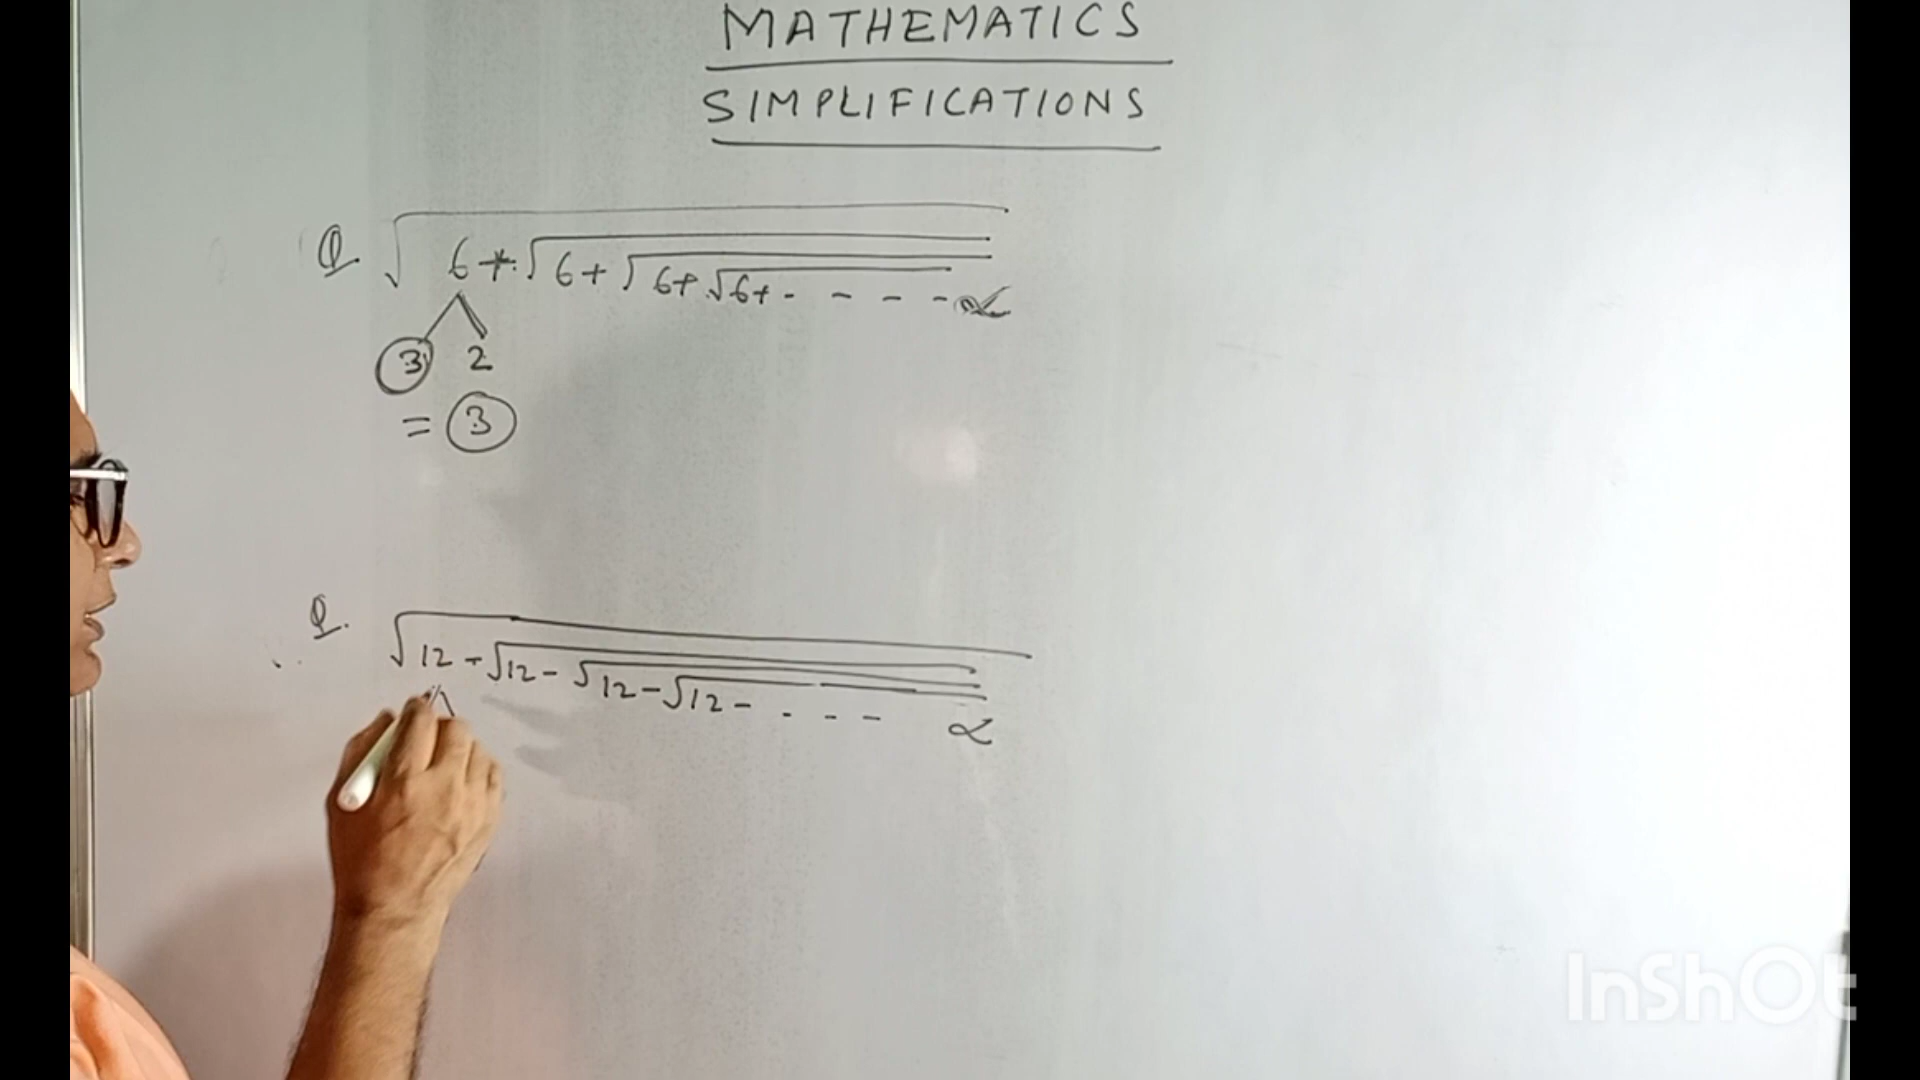 MATHEMATICS
SIMPLIFICATIONS
Q. √6+√6+√6+√6+- - - - ∝
3 2
= 3
Q. √12-√12-√12-√12- - - - - ∝
InShOt